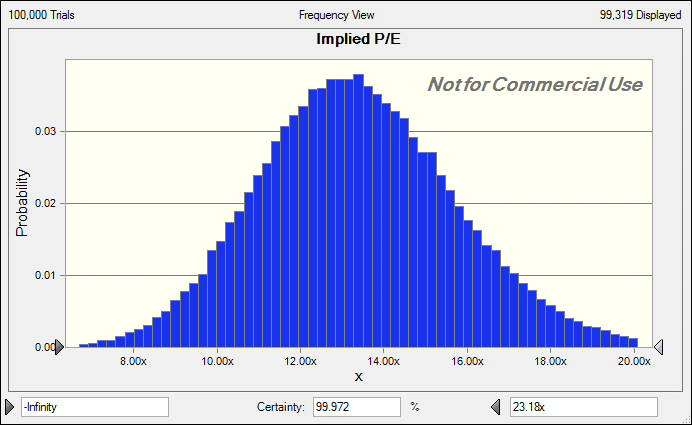 100,000 Trials Frequency View 99,319 Displayed
Implied P/E
Not for Commercial Use
Probability
0.03
0.02
0.01
0.00
8.00x 10.00x 12.00x 14.00x 16.00x 18.00x 20.00x
x
-Infinity Certainty: 99.972 % 23.18x